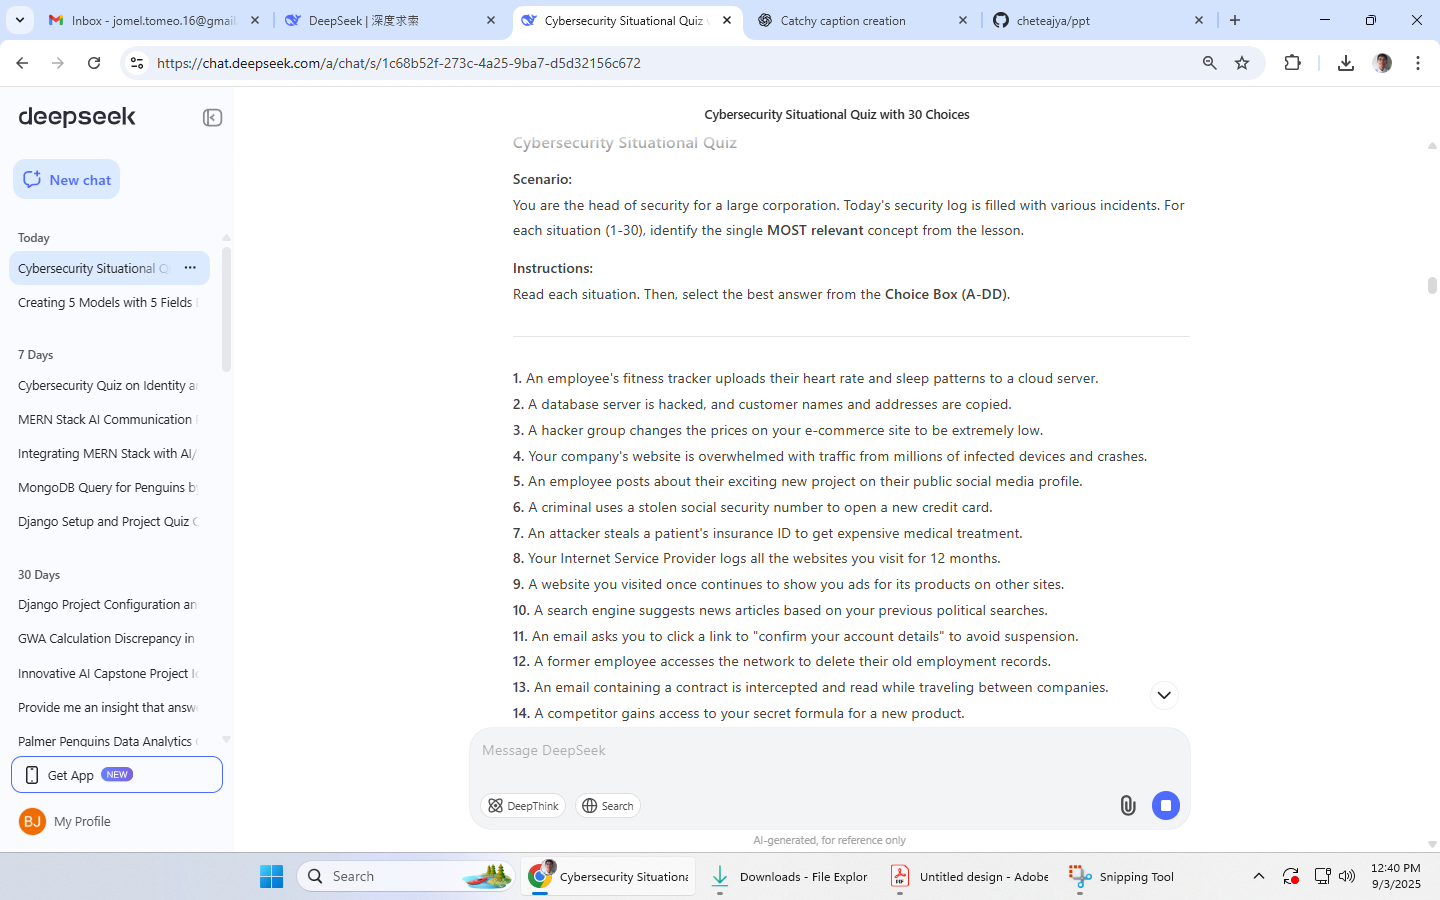 Inbox - jomel.tomeo.16@gmail
DeepSeek | 深度求索
Cybersecurity Situational Quiz
Catchy caption creation
cheteajya/ppt
https://chat.deepseek.com/a/chat/s/1c68b52f-273c-4a25-9ba7-d5d32156c672
deepseek
New chat
Today
Cybersecurity Situational Q
Creating 5 Models with 5 Fields
7 Days
Cybersecurity Quiz on Identity a
MERN Stack AI Communication
Integrating MERN Stack with AI/
MongoDB Query for Penguins by
Django Setup and Project Quiz
30 Days
Django Project Configuration an
GWA Calculation Discrepancy in
Innovative AI Capstone Project
Provide me an insight that answ
Palmer Penguins Data Analytics
Get App NEW
BJ My Profile
Cybersecurity Situational Quiz with 30 Choices
Cybersecurity Situational Quiz
Scenario:
You are the head of security for a large corporation. Today's security log is filled with various incidents. For
each situation (1-30), identify the single MOST relevant concept from the lesson.
Instructions:
Read each situation. Then, select the best answer from the Choice Box (A-DD).
1. An employee's fitness tracker uploads their heart rate and sleep patterns to a cloud server.
2. A database server is hacked, and customer names and addresses are copied.
3. A hacker group changes the prices on your e-commerce site to be extremely low.
4. Your company's website is overwhelmed with traffic from millions of infected devices and crashes.
5. An employee posts about their exciting new project on their public social media profile.
6. A criminal uses a stolen social security number to open a new credit card.
7. An attacker steals a patient's insurance ID to get expensive medical treatment.
8. Your Internet Service Provider logs all the websites you visit for 12 months.
9. A website you visited once continues to show you ads for its products on other sites.
10. A search engine suggests news articles based on your previous political searches.
11. An email asks you to click a link to "confirm your account details" to avoid suspension.
12. A former employee accesses the network to delete their old employment records.
13. An email containing a contract is intercepted and read while traveling between companies.
14. A competitor gains access to your secret formula for a new product.
Message DeepSeek
DeepThink
Search
AI-generated, for reference only
Search
Cybersecurity Situationa
Downloads - File Explor
Untitled design - Adobe
Snipping Tool
12:40 PM
9/3/2025